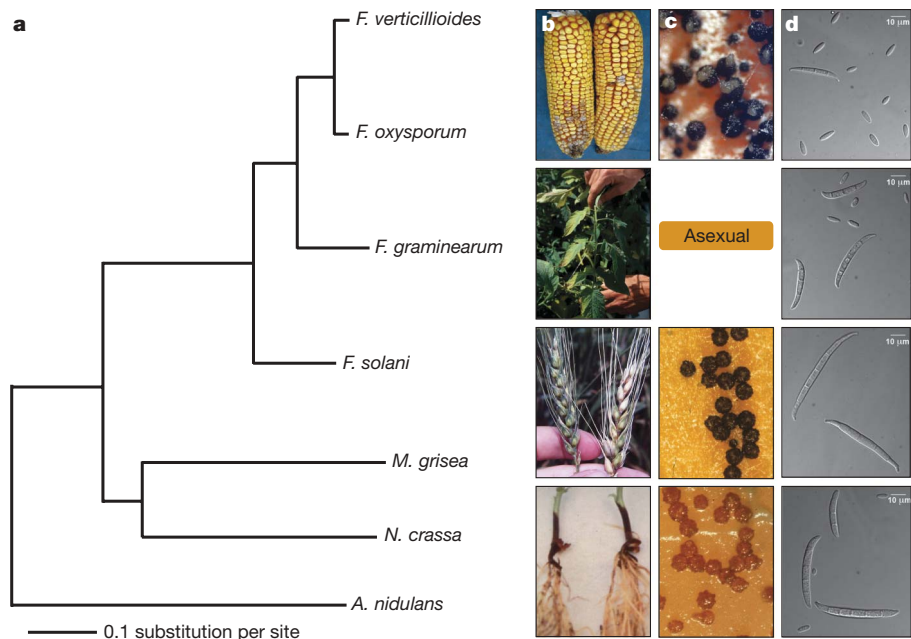 a
b
c
d
F. verticillioides
F. oxysporum
F. graminearum
F. solani
M. grisea
N. crassa
A. nidulans
0.1 substitution per site
Asexual
10 µm
10 µm
10 µm
10 µm